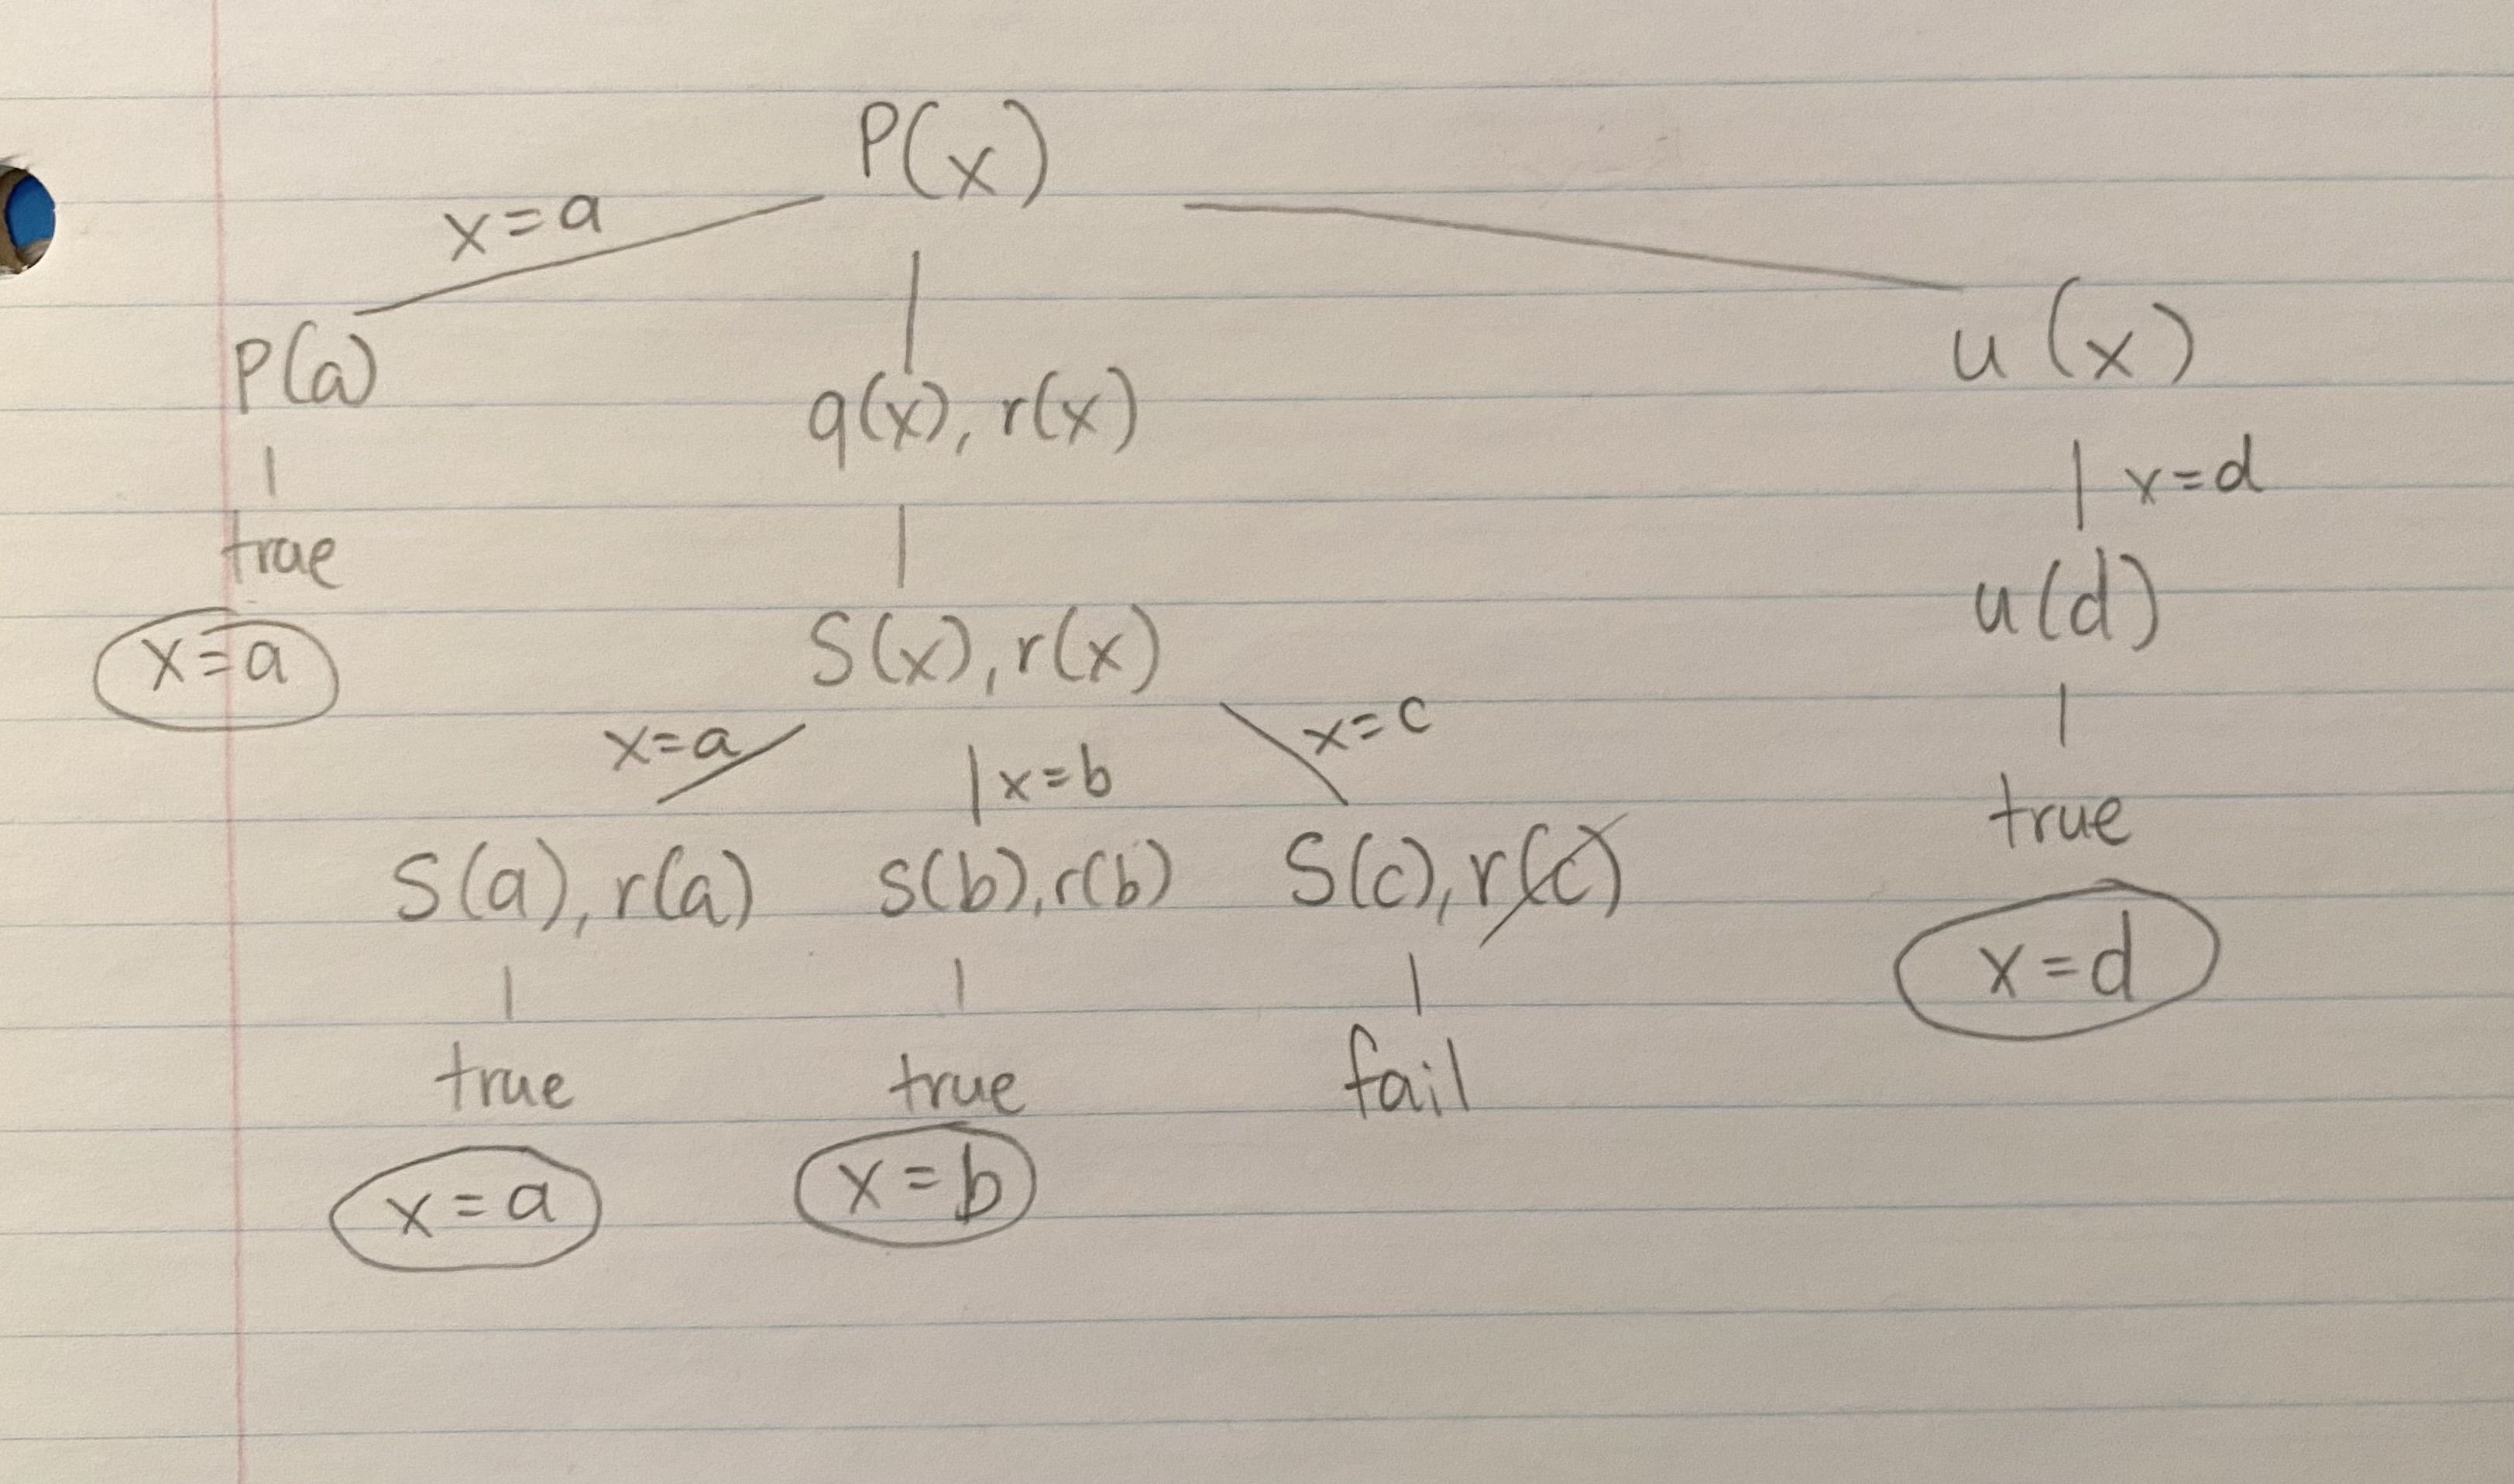 P(x)
x=a
P(a)
q(x), r(x)
u(x)
x=d
true
S(x), r(x)
u(d)
x=a
x=a
x=b
x=c
true
S(a), r(a)
s(b), r(b)
S(c), r(c)
x=d
true
true
fail
x=a
x=b